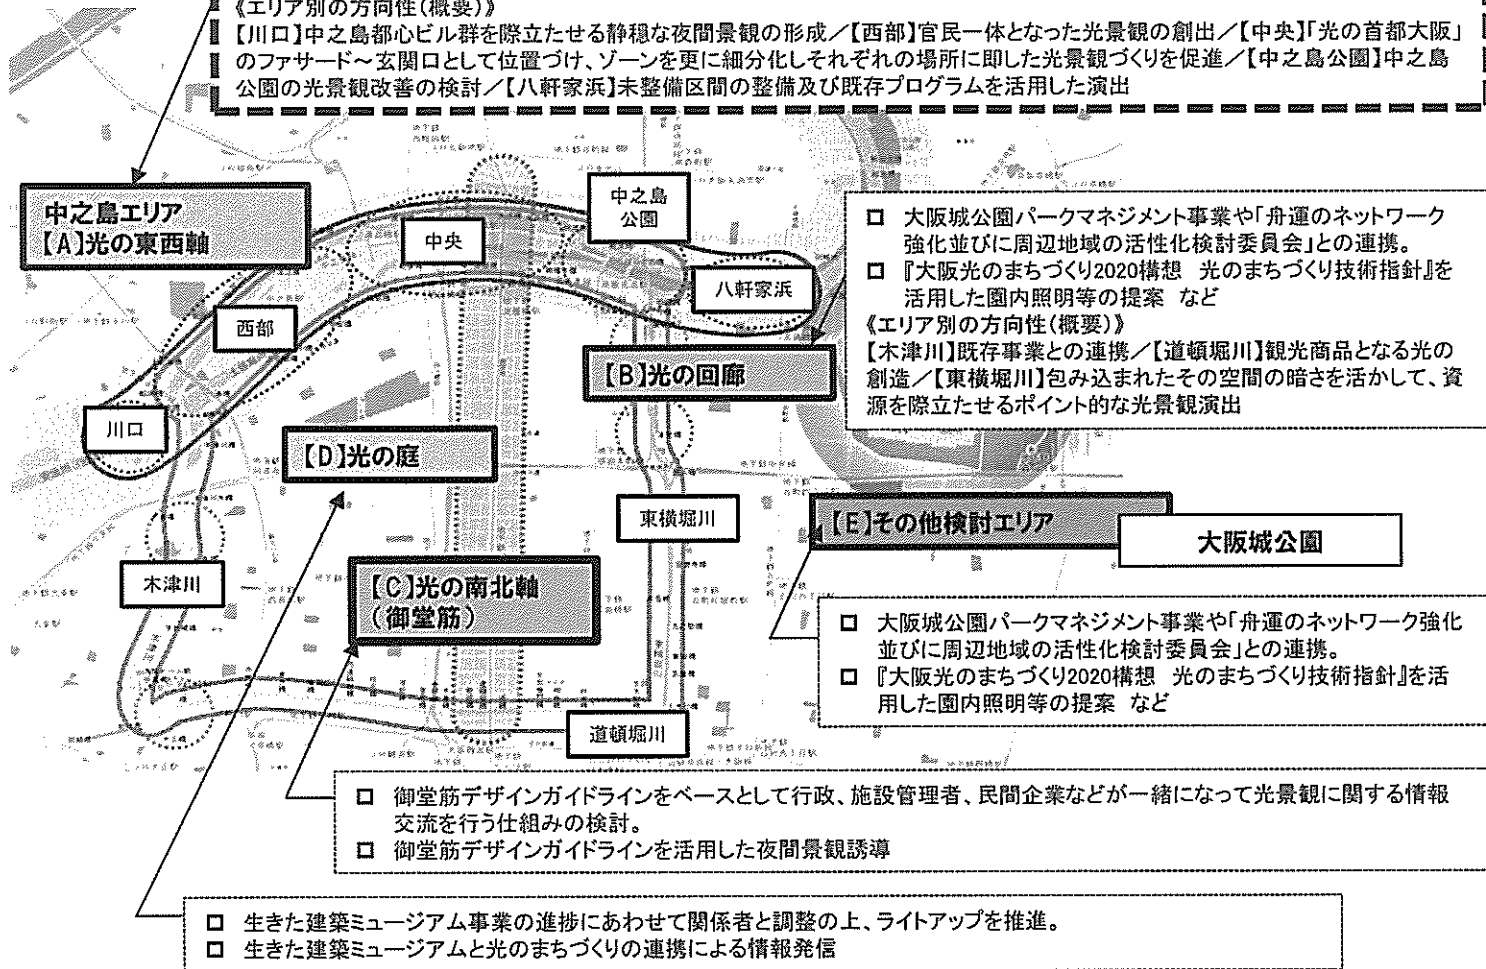 《エリア別の方向性(概要)》
【川口】中之島都心ビル群を際立たせる静穏な夜間景観の形成/【西部】官民一体となった光景観の創出/【中央】「光の首都大阪」
のファサード~玄関口として位置づけ、ゾーンを更に細分化しそれぞれの場所に即した光景観づくりを促進/【中之島公園】中之島
公園の光景観改善の検討/【八軒家浜】未整備区間の整備及び既存プログラムを活用した演出
中之島エリア
【A】光の東西軸
中之島
公園
中央
八軒家浜
西部
川口
□ 大阪城公園パークマネジメント事業や「舟運のネットワーク
強化並びに周辺地域の活性化検討委員会」との連携。
□ 『大阪光のまちづくり2020構想 光のまちづくり技術指針』を
活用した園内照明等の提案 など
《エリア別の方向性(概要)》
【木津川】既存事業との連携/【道頓堀川】観光商品となる光の
創造/【東横堀川】包み込まれたその空間の暗さを活かして、資
源を際立たせるポイント的な光景観演出
【B】光の回廊
【D】光の庭
東横堀川
【E】その他検討エリア
大阪城公園
木津川
【C】光の南北軸
(御堂筋)
□ 大阪城公園パークマネジメント事業や「舟運のネットワーク強化
並びに周辺地域の活性化検討委員会」との連携。
□ 『大阪光のまちづくり2020構想 光のまちづくり技術指針』を活
用した園内照明等の提案 など
道頓堀川
□ 御堂筋デザインガイドラインをベースとして行政、施設管理者、民間企業などが一緒になって光景観に関する情報
交流を行う仕組みの検討。
□ 御堂筋デザインガイドラインを活用した夜間景観誘導
□ 生きた建築ミュージアム事業の進捗にあわせて関係者と調整の上、ライトアップを推進。
□ 生きた建築ミュージアムと光のまちづくりの連携による情報発信